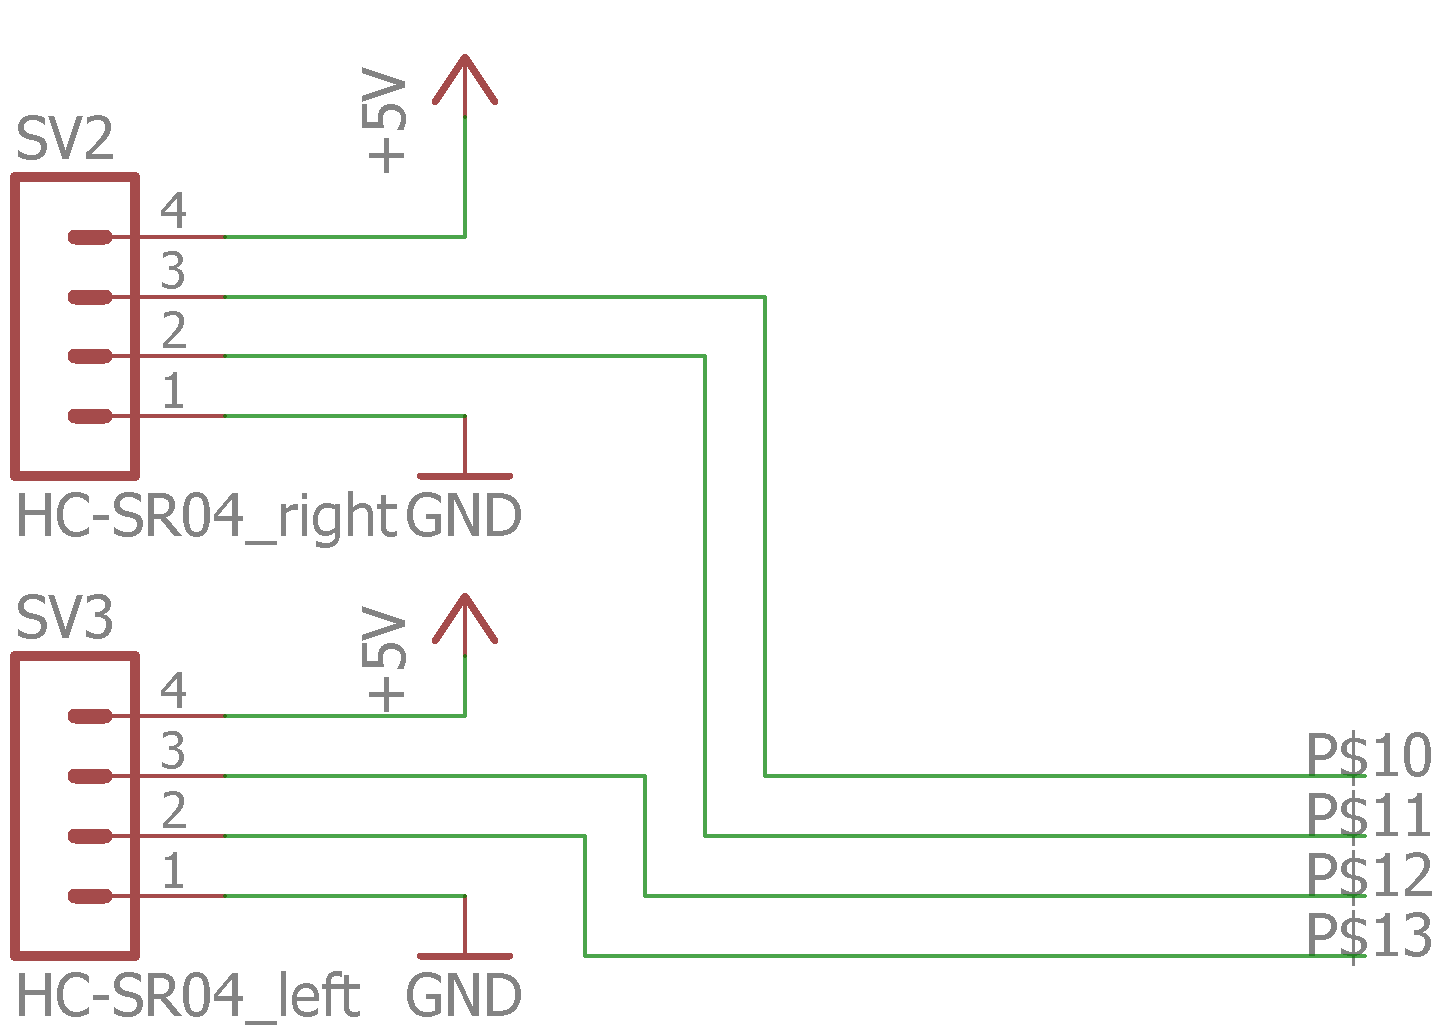 +5V
SV2
4
3
2
1
HC-SR04_right
GND
SV3
+5V
4
3
2
1
HC-SR04_left
GND
P$10
P$11
P$12
P$13